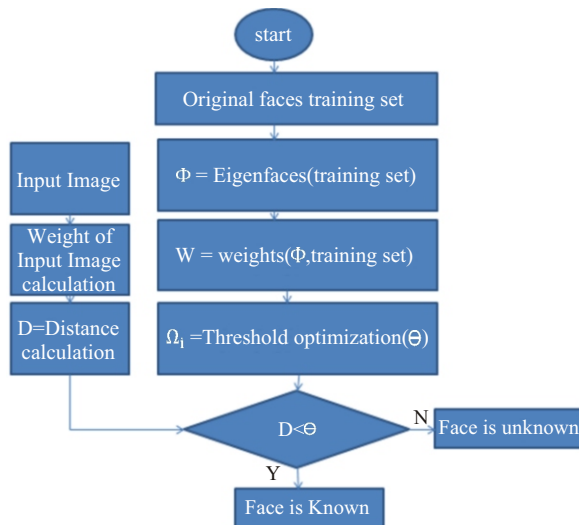 start
Original faces training set
Φ = Eigenfaces(training set)
Input Image
W = weights(Φ,training set)
Weight of
Input Image
calculation
Ωi =Threshold optimization(Ө)
D=Distance
calculation
D<Ө
N
Face is unknown
Y
Face is Known